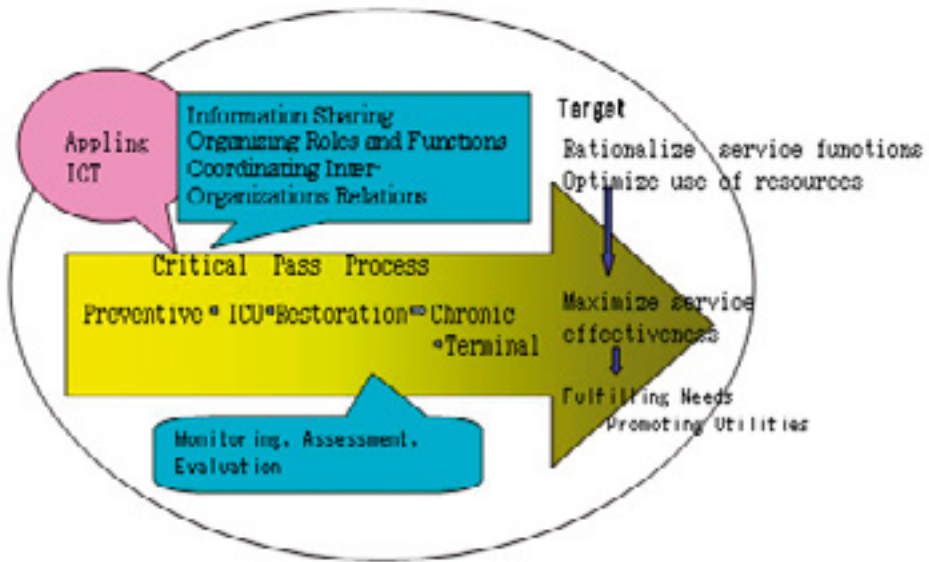 Appling
ICT
Information Sharing
Organizing Roles and Functions
Coordinating Inter-
Organizations Relations
Target
Rationalize service functions
Optimize use of resources
Critical Pass Process
Preventive ICU Restoration Chronic
Terminal
Maximize service
effectiveness
Fulfilling Needs
Promoting Utilities
Monitoring, Assessment,
Evaluation